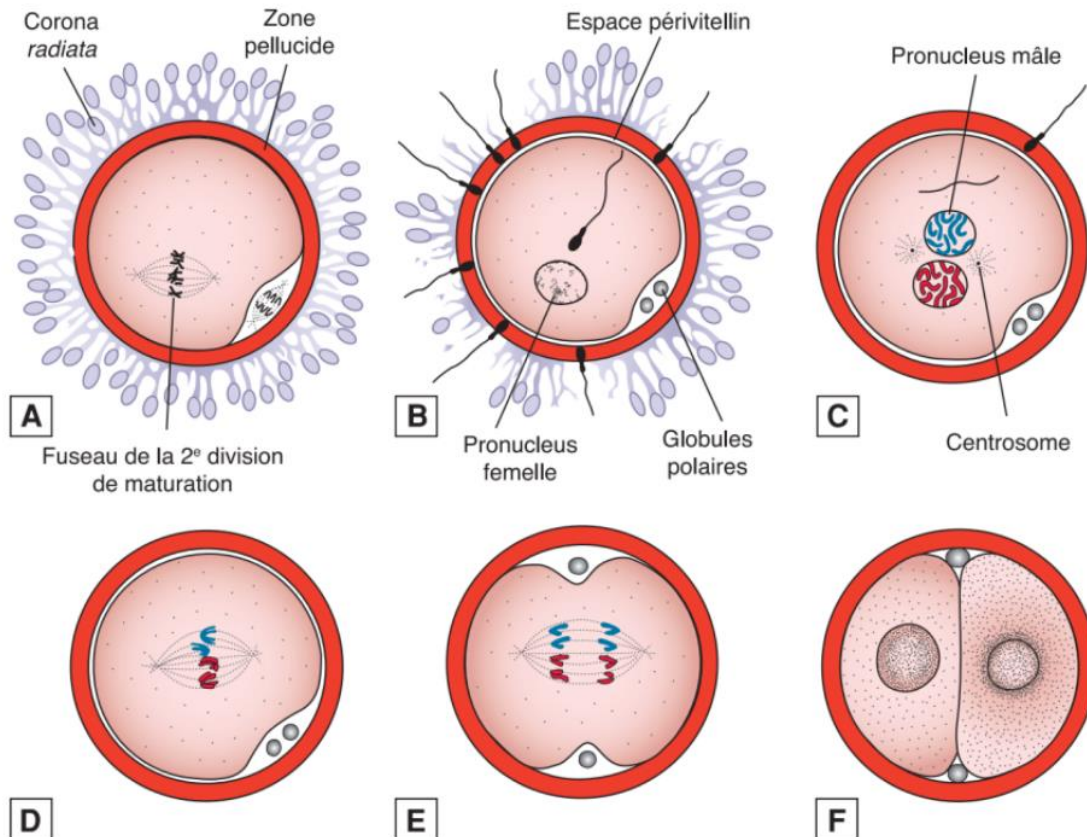 Corona
radiata
Zone
pellucide
Espace périvitellin
Pronucleus mâle
A
Fuseau de la 2e division
de maturation
B
Pronucleus
femelle
Globules
polaires
C
Centrosome
D
E
F